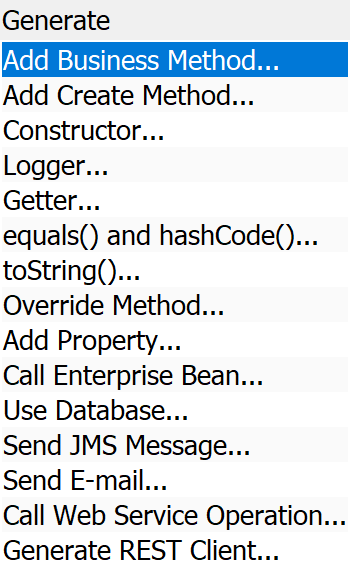 Generate
Add Business Method...
Add Create Method...
Constructor...
Logger...
Getter...
equals() and hashCode()...
toString()...
Override Method...
Add Property...
Call Enterprise Bean...
Use Database...
Send JMS Message...
Send E-mail...
Call Web Service Operation...
Generate REST Client...